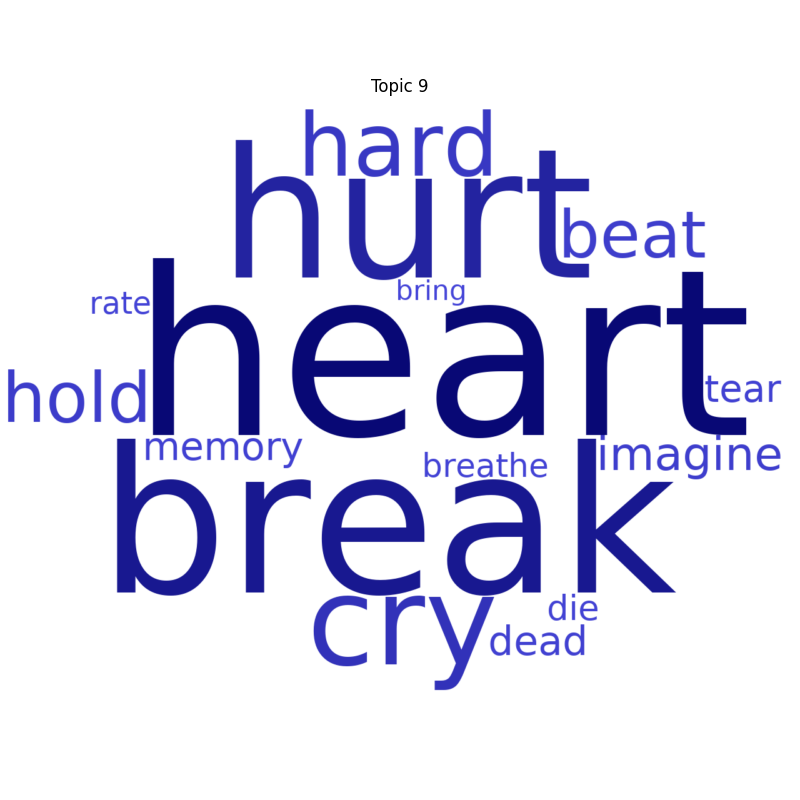 Topic 9
hard
hurt
beat
bring
rate
heart
hold
tear
memory
imagine
breathe
break
cry
die
dead